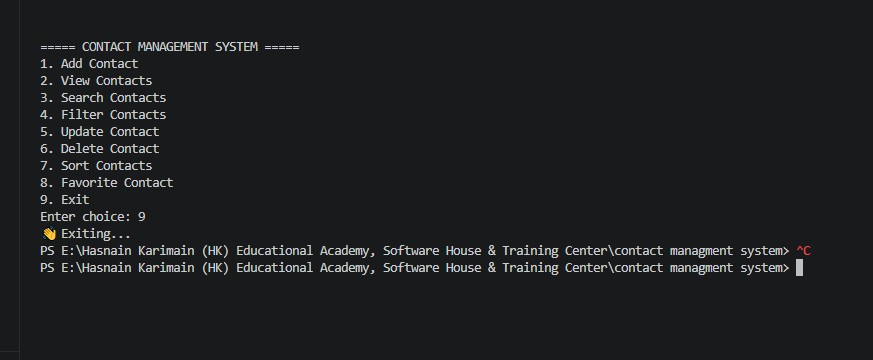 ===== CONTACT MANAGEMENT SYSTEM =====
1. Add Contact
2. View Contacts
3. Search Contacts
4. Filter Contacts
5. Update Contact
6. Delete Contact
7. Sort Contacts
8. Favorite Contact
9. Exit
Enter choice: 9
👋 Exiting...
PS E:\Hasnain Karimain (HK) Educational Academy, Software House & Training Center\contact managment system> ^C
PS E:\Hasnain Karimain (HK) Educational Academy, Software House & Training Center\contact managment system>